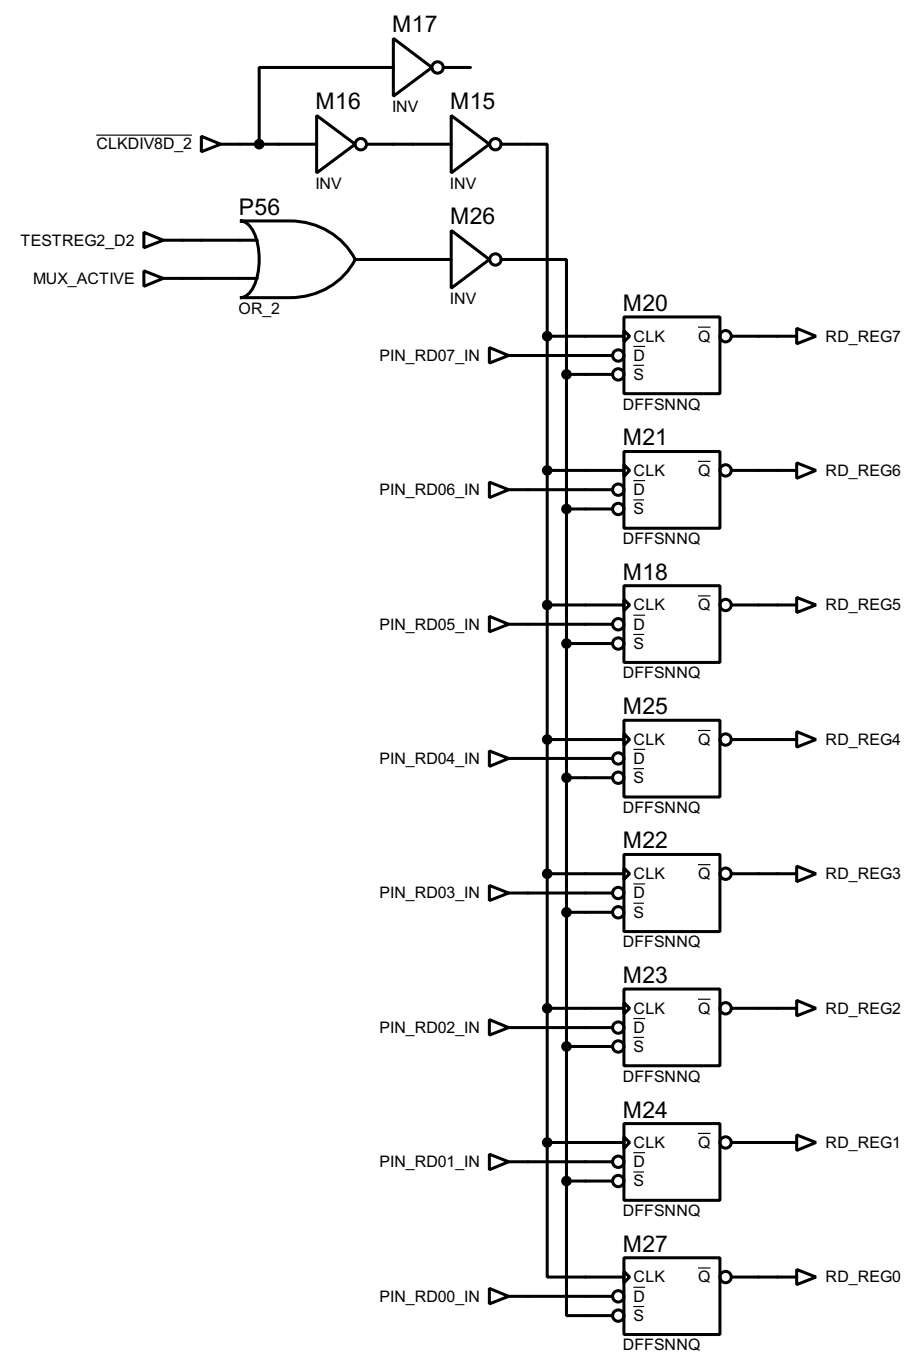 M17
INV
M16
M15
CLKDIV8D_2
INV
INV
P56
M26
TESTREG2_D2
MUX_ACTIVE
OR_2
INV
M20
CLK Q
RD_REG7
PIN_RD07_IN
D
S
DFFSNNQ
M21
CLK Q
RD_REG6
PIN_RD06_IN
D
S
DFFSNNQ
M18
CLK Q
RD_REG5
PIN_RD05_IN
D
S
DFFSNNQ
M25
CLK Q
RD_REG4
PIN_RD04_IN
D
S
DFFSNNQ
M22
CLK Q
RD_REG3
PIN_RD03_IN
D
S
DFFSNNQ
M23
CLK Q
RD_REG2
PIN_RD02_IN
D
S
DFFSNNQ
M24
CLK Q
RD_REG1
PIN_RD01_IN
D
S
DFFSNNQ
M27
CLK Q
RD_REG0
PIN_RD00_IN
D
S
DFFSNNQ